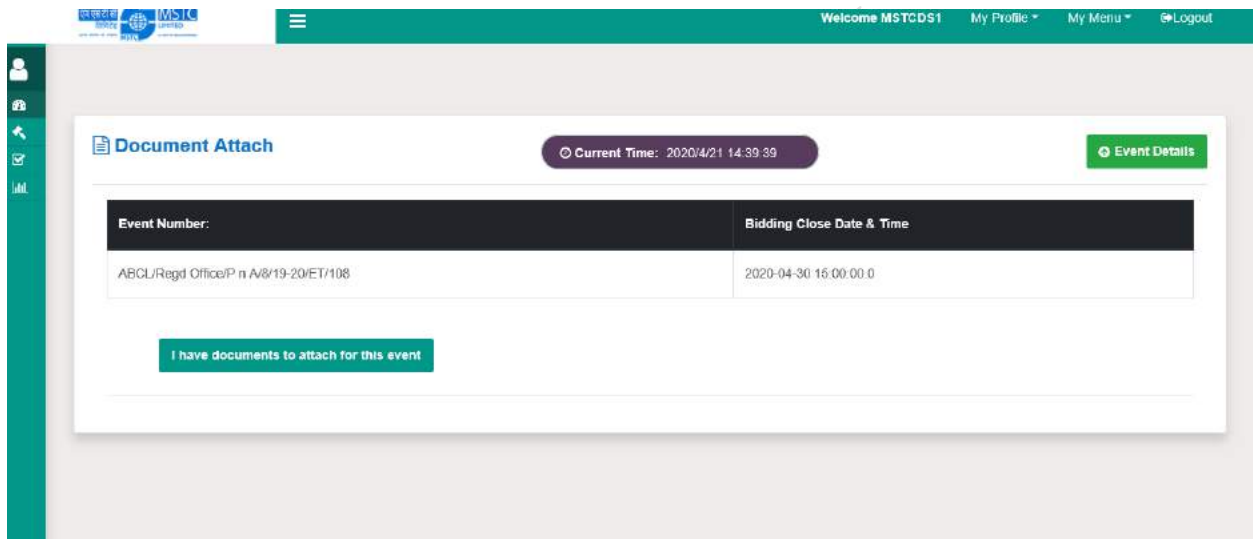 MSTC
LIMITED
Welcome MSTCDS1 My Profile My Menu Logout
Document Attach
Current Time: 2020/4/21 14:39:39
Event Details
Event Number: Bidding Close Date & Time
ABCL/Regd Office/P n A/8/19-20/ET/108 2020-04-30 15:00:00.0
I have documents to attach for this event